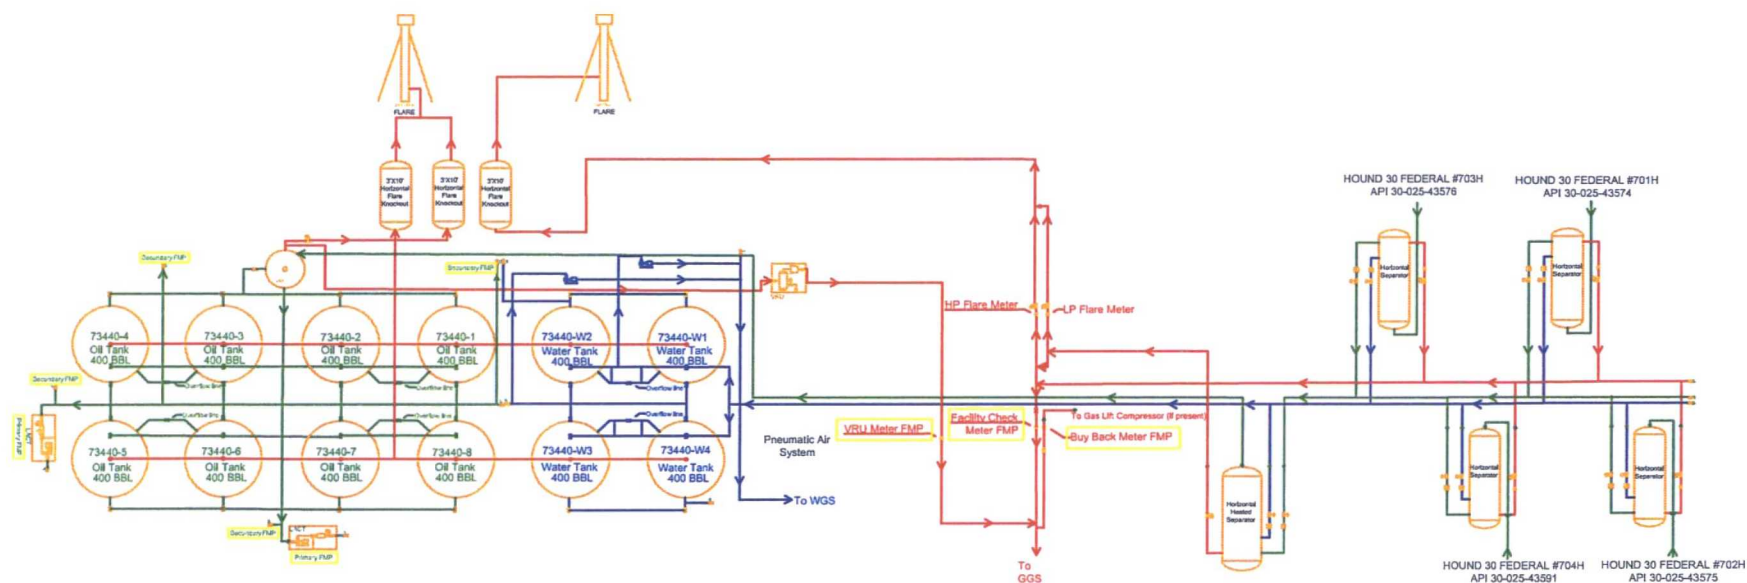 FLARE
FLARE
3'X10'
Horizontal
Flare
Knockout
3'X10'
Horizontal
Flare
Knockout
3'X10'
Horizontal
Flare
Knockout
HOUND 30 FEDERAL #703H
API 30-025-43576
HOUND 30 FEDERAL #701H
API 30-025-43574
Secondary FMP
Secondary FMP
VRU
Horizontal
Separator
Horizontal
Separator
HP Flare Meter
LP Flare Meter
73440-4
Oil Tank
400 BBL
73440-3
Oil Tank
400 BBL
73440-2
Oil Tank
400 BBL
73440-1
Oil Tank
400 BBL
73440-W2
Water Tank
400 BBL
73440-W1
Water Tank
400 BBL
Overflow line
Overflow line
Overflow line
Secondary FMP
LACT
Primary FMP
Overflow line
Overflow line
Overflow line
73440-5
Oil Tank
400 BBL
73440-6
Oil Tank
400 BBL
73440-7
Oil Tank
400 BBL
73440-8
Oil Tank
400 BBL
73440-W3
Water Tank
400 BBL
73440-W4
Water Tank
400 BBL
Pneumatic Air
System
VRU Meter FMP
Facility Check
Meter FMP
To Gas Lift Compressor (if present)
Buy Back Meter FMP
Horizontal
Separator
Horizontal
Separator
To WGS
Horizontal
Heated
Separator
Secondary FMP
LACT
Primary FMP
To
GGS
HOUND 30 FEDERAL #704H
API 30-025-43591
HOUND 30 FEDERAL #702H
API 30-025-43575